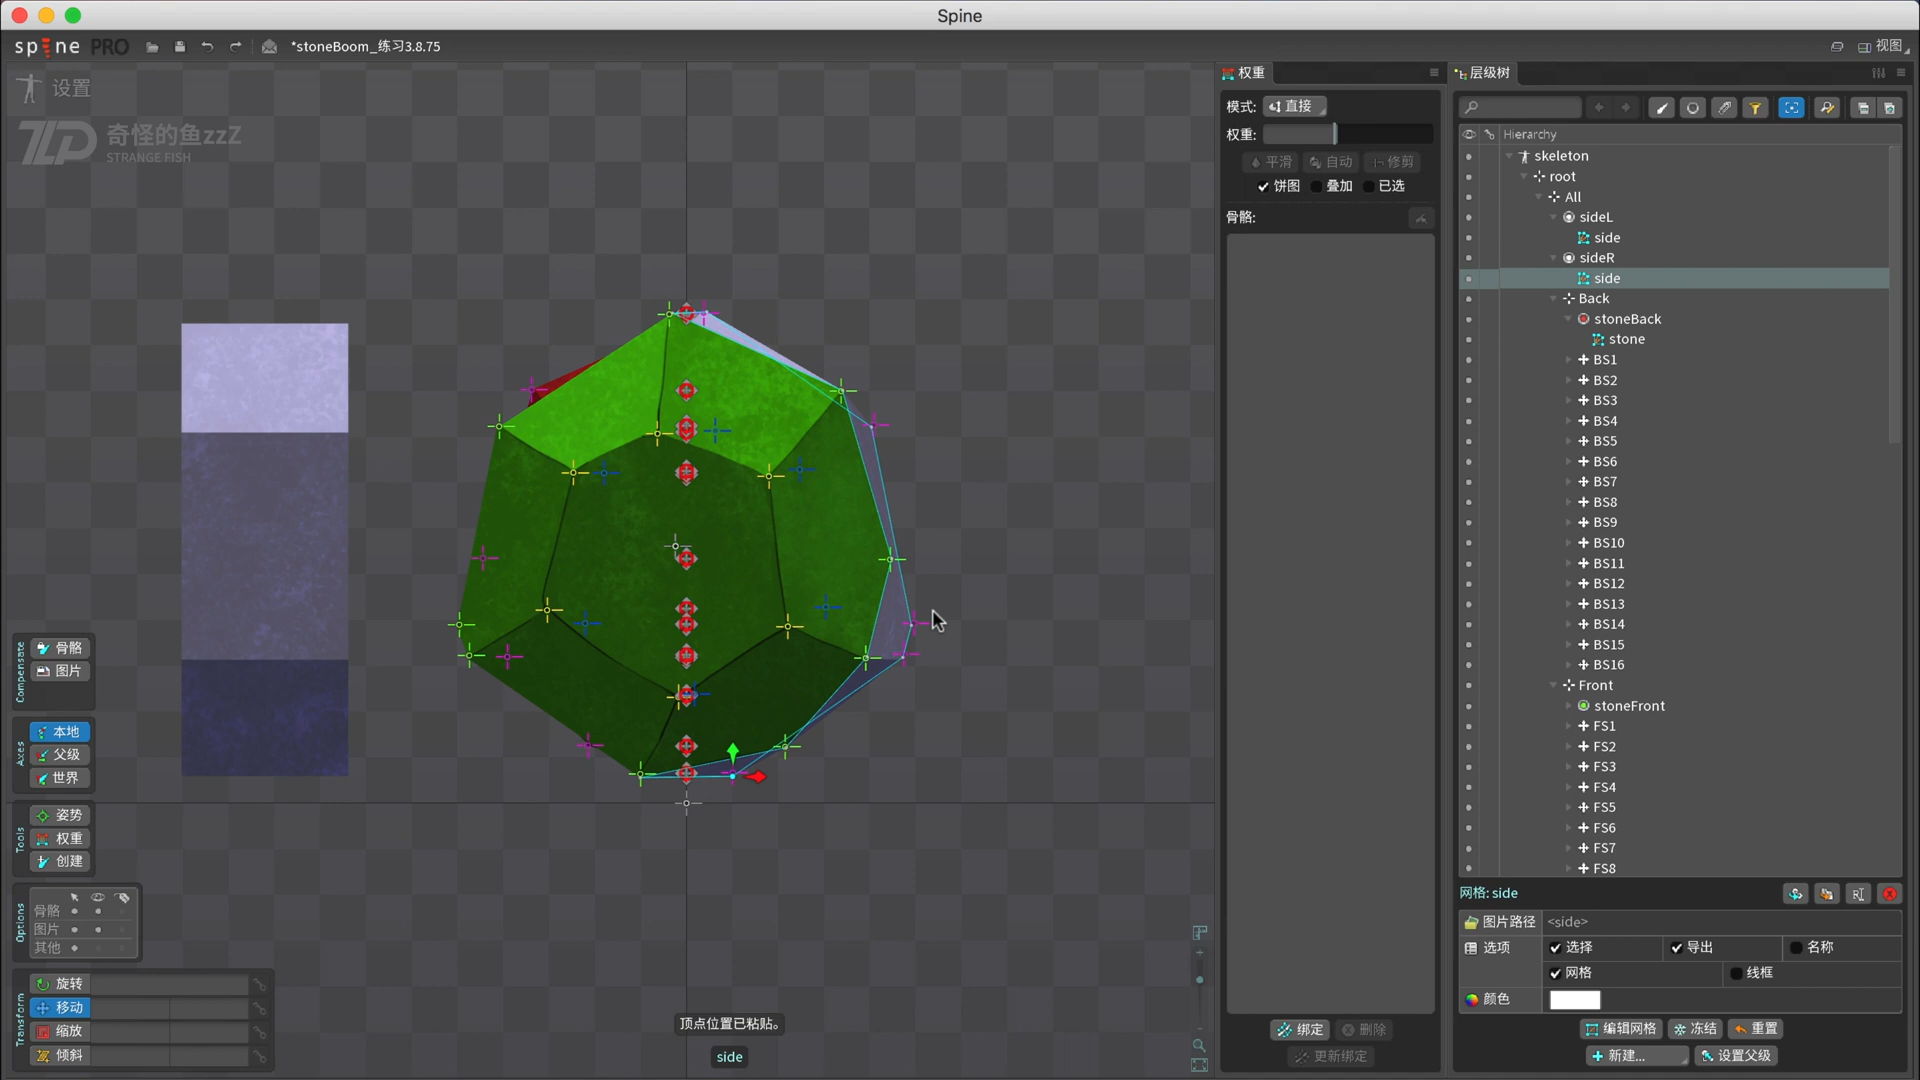 Spine
spine PRO
*stoneBoom_练习3.8.75
视图
设置
奇怪的鱼zzZ
STRANGE FISH
权重
模式:
直接
权重:
平滑
自动
修剪
饼图
叠加
已选
骨骼:
绑定
删除
更新绑定
层级树
Hierarchy
skeleton
root
All
sideL
side
sideR
side
Back
stoneBack
stone
BS1
BS2
BS3
BS4
BS5
BS6
BS7
BS8
BS9
BS10
BS11
BS12
BS13
BS14
BS15
BS16
Front
stoneFront
FS1
FS2
FS3
FS4
FS5
FS6
FS7
FS8
网格: side
图片路径
<side>
选项
选择
导出
名称
网格
线框
颜色
编辑网格
冻结
重置
新建...
设置父级
Compensate
骨骼
图片
Axes
本地
父级
世界
Tools
姿势
权重
创建
Options
骨骼
图片
其他
Transform
旋转
移动
缩放
倾斜
顶点位置已粘贴。
side